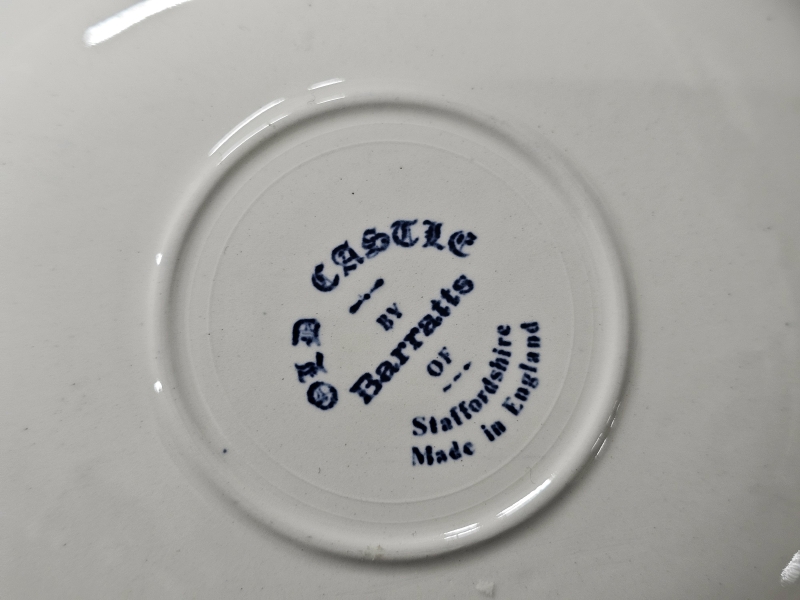 OLD CASTLE
BY
Barratts
OF
Staffordshire
Made in England